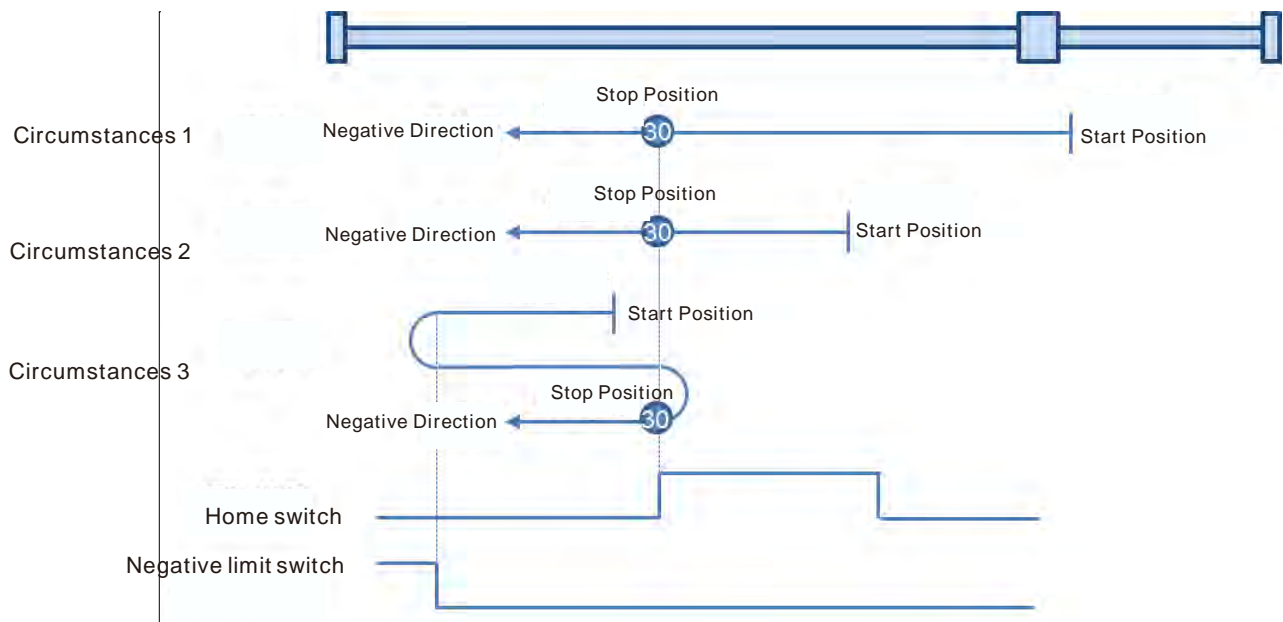 Stop Position
Circumstances 1
Negative Direction
30
Start Position
Stop Position
Circumstances 2
Negative Direction
30
Start Position
Start Position
Circumstances 3
Stop Position
Negative Direction
30
Home switch
Negative limit switch